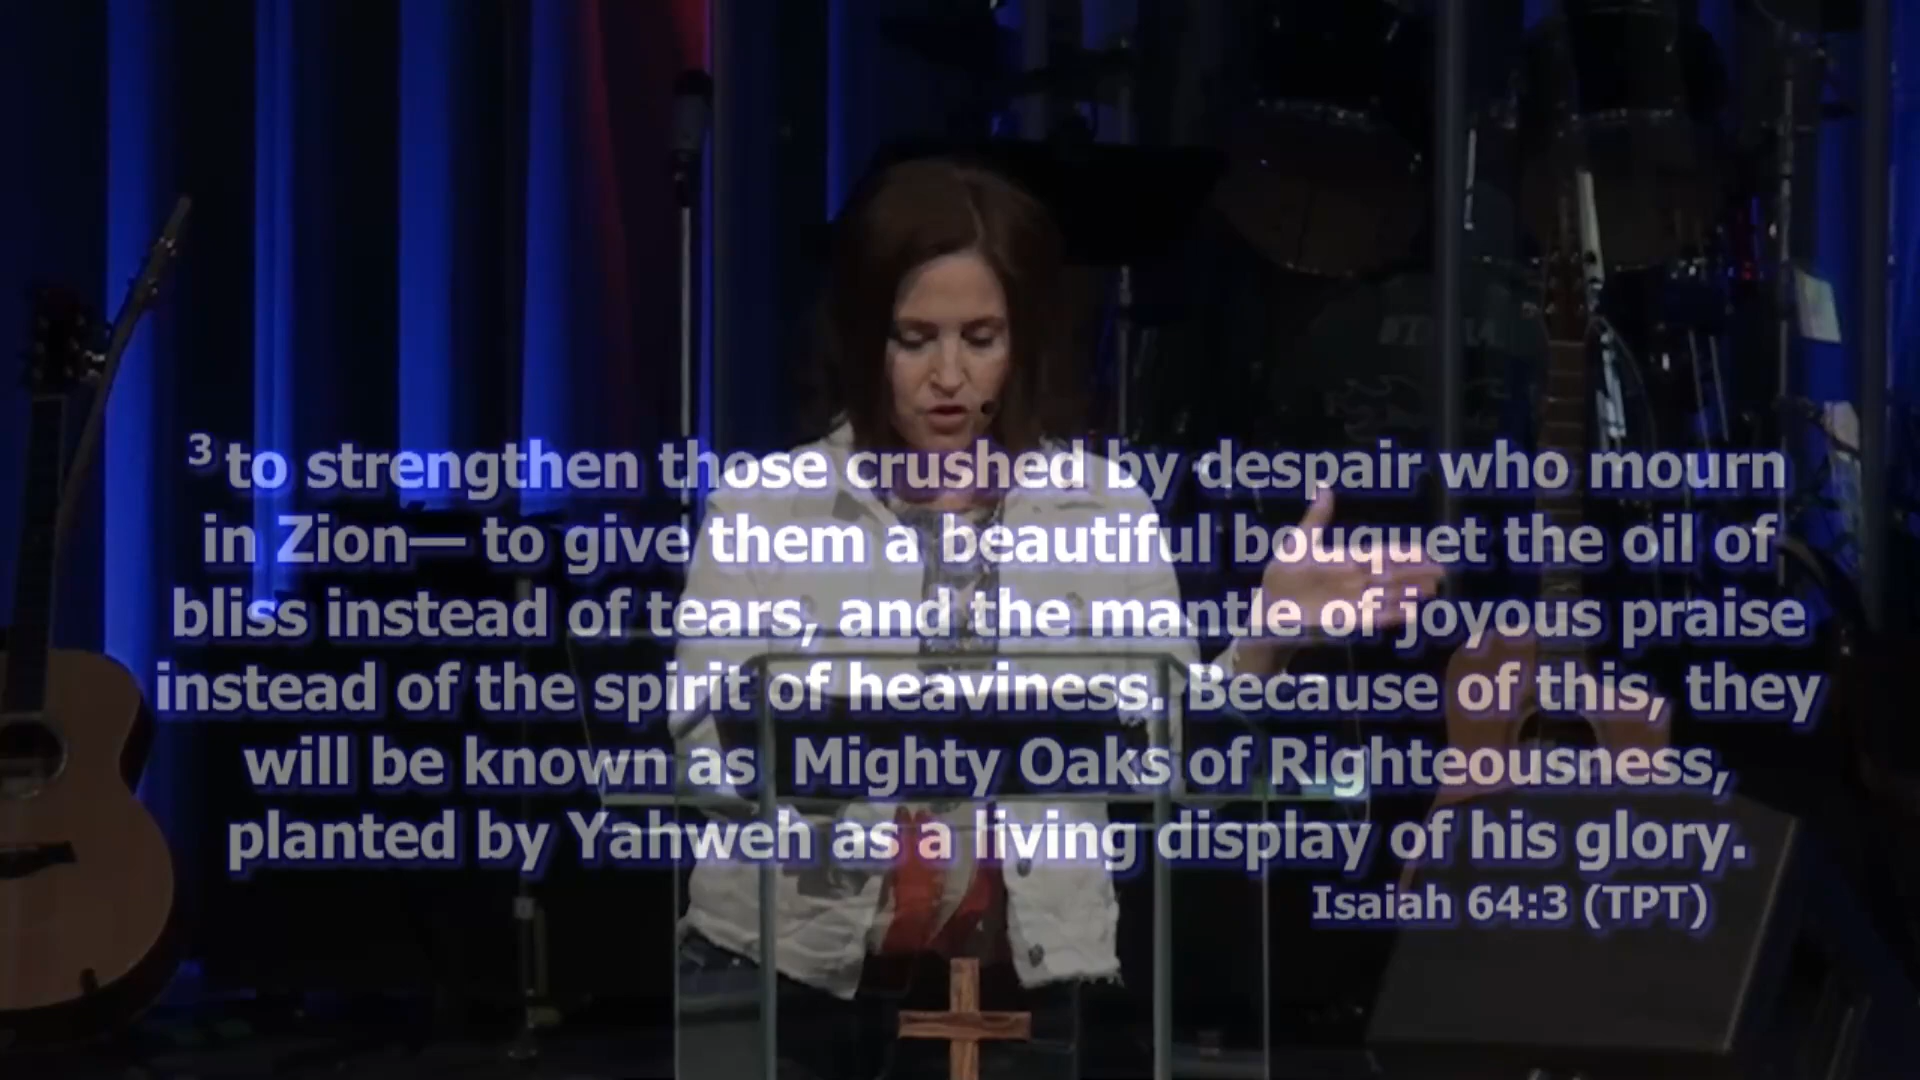 3 to strengthen those crushed by despair who mourn
in Zion— to give them a beautiful bouquet the oil of
bliss instead of tears, and the mantle of joyous praise
instead of the spirit of heaviness. Because of this, they
will be known as Mighty Oaks of Righteousness,
planted by Yahweh as a living display of his glory.
Isaiah 64:3 (TPT)